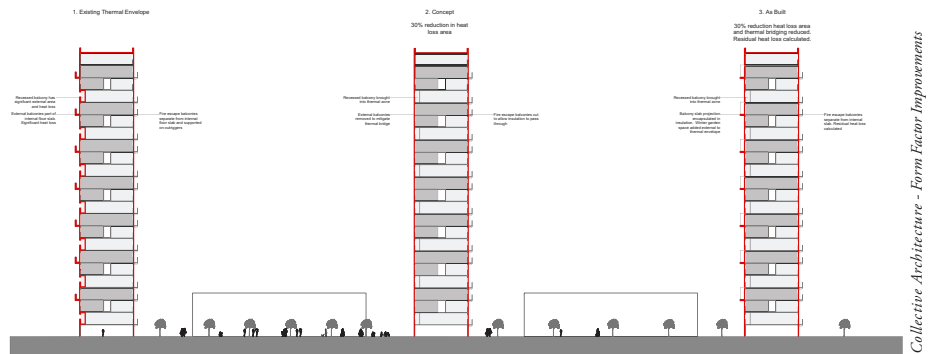 1. Existing Thermal Envelope
2. Concept
30% reduction in heat
loss area
3. As Built
30% reduction heat loss area
and thermal bridging reduced.
Residual heat loss calculated.
Recessed balcony has
significant external area
and heat loss
External balconies part of
internal floor slab.
Significant heat loss
Fire escape balconies
separate from internal
floor slab and supported
on outriggers
Recessed balcony brought
into thermal zone
External balconies
removed to mitigate
thermal bridge
Fire escape balconies cut
to allow insulation to pass
through
Recessed balcony brought
into thermal zone
Balcony slab projection
encapsulated in
insulation. Winter garden
space added external to
thermal envelope
Fire escape balconies
separate from internal
slab. Residual heat loss
calculated
Collective Architecture - Form Factor Improvements